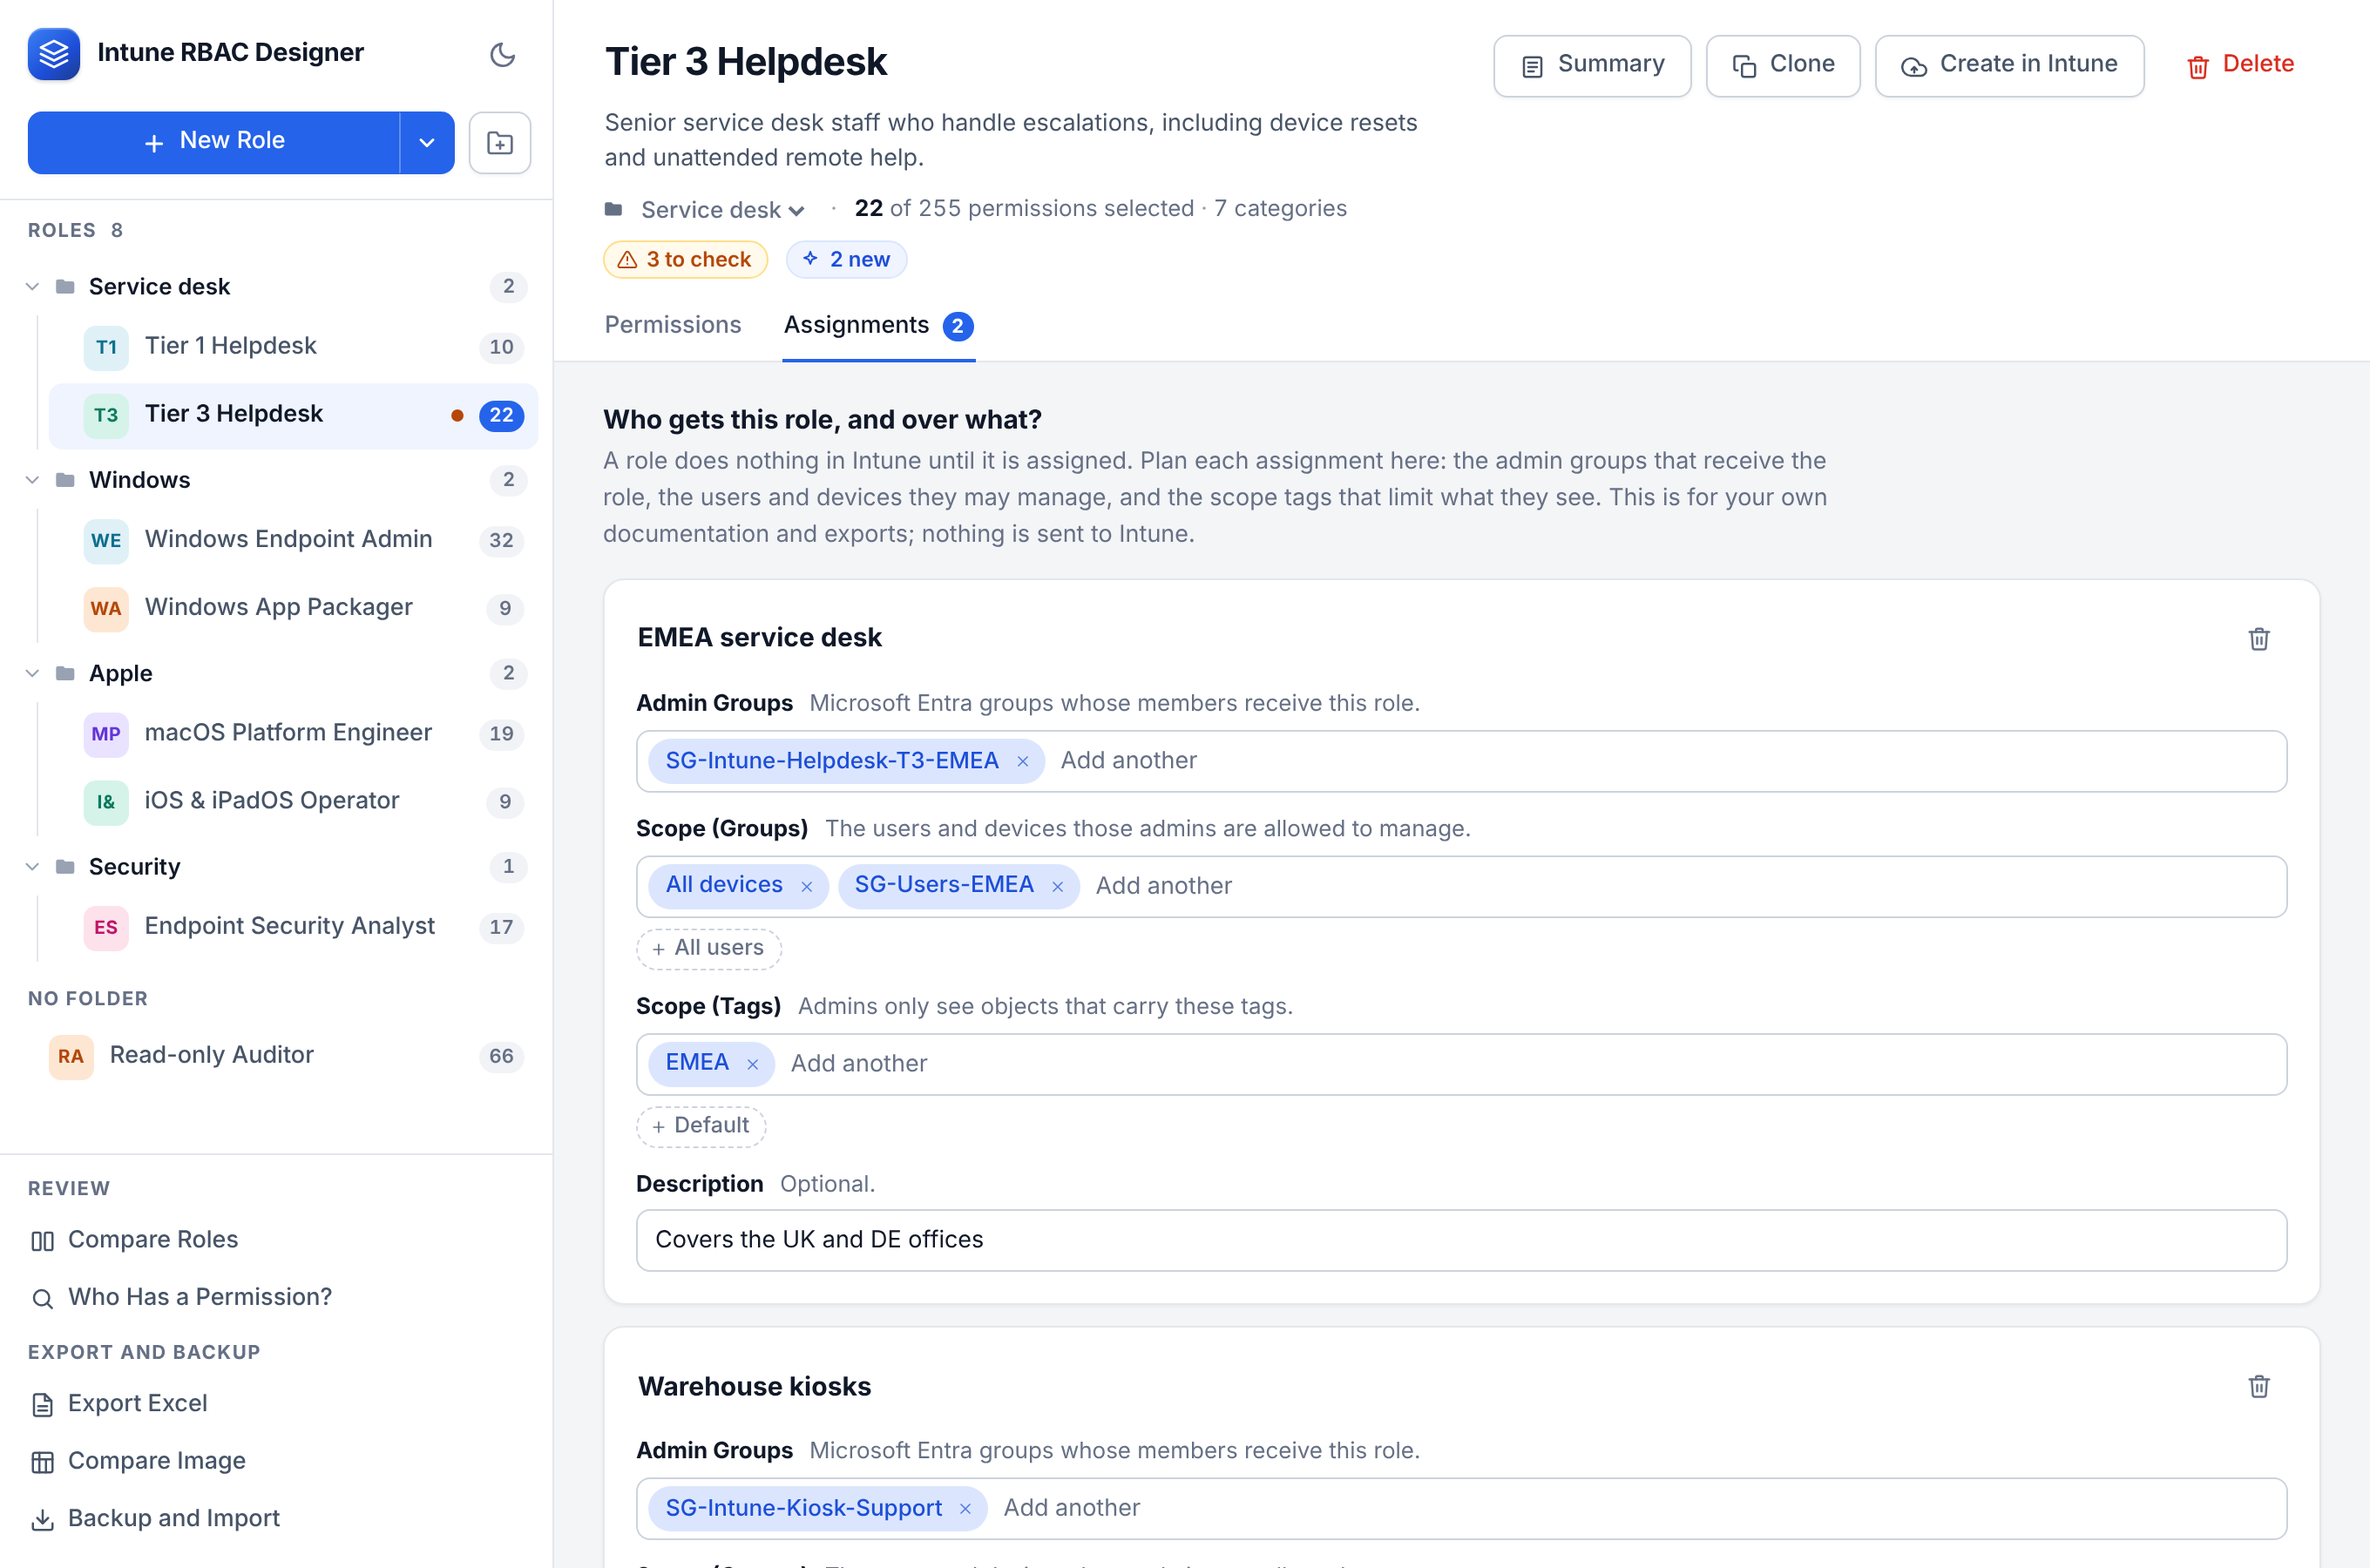 Intune RBAC Designer
New Role
ROLES 8
Service desk 2
T1 Tier 1 Helpdesk 10
T3 Tier 3 Helpdesk 22
Windows 2
WE Windows Endpoint Admin 32
WA Windows App Packager 9
Apple 2
MP macOS Platform Engineer 19
I& iOS & iPadOS Operator 9
Security 1
ES Endpoint Security Analyst 17
NO FOLDER
RA Read-only Auditor 66
REVIEW
Compare Roles
Who Has a Permission?
EXPORT AND BACKUP
Export Excel
Compare Image
Backup and Import
Tier 3 Helpdesk
Summary
Clone
Create in Intune
Delete
Senior service desk staff who handle escalations, including device resets
and unattended remote help.
Service desk · 22 of 255 permissions selected · 7 categories
3 to check 2 new
Permissions Assignments 2
Who gets this role, and over what?
A role does nothing in Intune until it is assigned. Plan each assignment here: the admin groups that receive the
role, the users and devices they may manage, and the scope tags that limit what they see. This is for your own
documentation and exports; nothing is sent to Intune.
EMEA service desk
Admin Groups Microsoft Entra groups whose members receive this role.
SG-Intune-Helpdesk-T3-EMEA × Add another
Scope (Groups) The users and devices those admins are allowed to manage.
All devices × SG-Users-EMEA × Add another
+ All users
Scope (Tags) Admins only see objects that carry these tags.
EMEA × Add another
+ Default
Description Optional.
Covers the UK and DE offices
Warehouse kiosks
Admin Groups Microsoft Entra groups whose members receive this role.
SG-Intune-Kiosk-Support × Add another